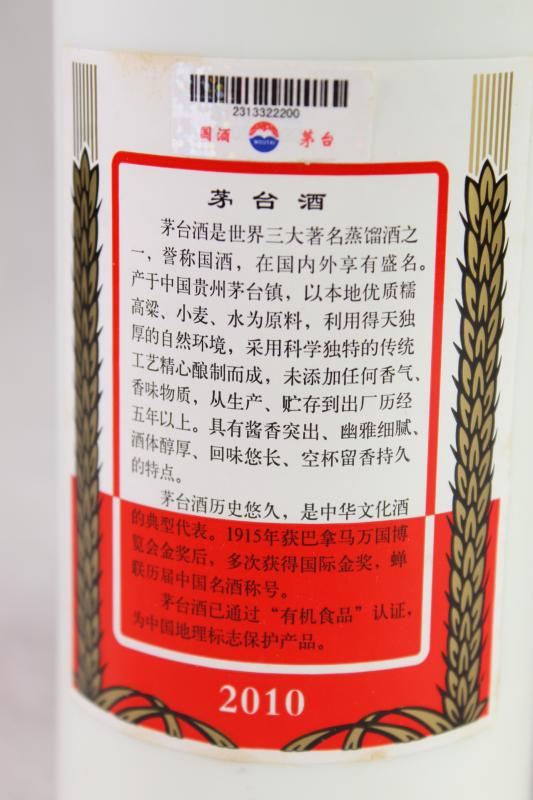 2313322200
国酒 MOUTAI 茅台
茅台酒
茅台酒是世界三大著名蒸馏酒之
一，誉称国酒，在国内外享有盛名。
产于中国贵州茅台镇，以本地优质糯
高粱、小麦、水为原料，利用得天独
厚的自然环境，采用科学独特的传统
工艺精心酿制而成，未添加任何香气、
香味物质，从生产、贮存到出厂历经
五年以上。具有酱香突出、幽雅细腻、
酒体醇厚、回味悠长、空杯留香持久
的特点。
茅台酒历史悠久，是中华文化酒
的典型代表。1915年获巴拿马万国博
览会金奖后，多次获得国际金奖，蝉
联历届中国名酒称号。
茅台酒已通过“有机食品”认证，
为中国地理标志保护产品。
2010